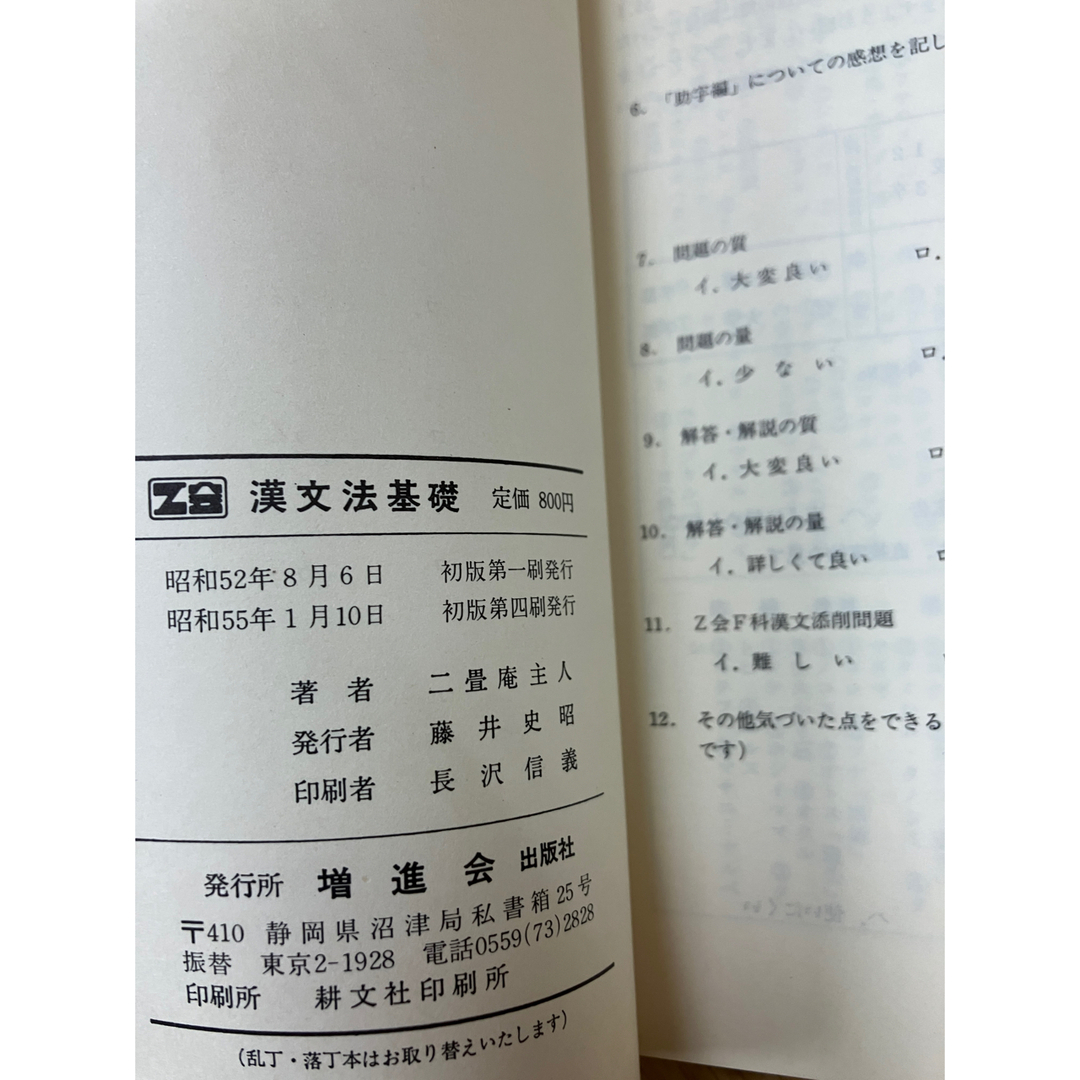 Z会 漢文法基礎 定価 800円
昭和52年8月6日 初版第一刷発行
昭和55年1月10日 初版第四刷発行
著者 二畳庵主人
発行者 藤井史昭
印刷者 長沢信義
発行所 増進会出版社
〒410 静岡県沼津局私書箱25号
振替 東京2-1928 電話0559(73)2828
印刷所 耕文社印刷所
(乱丁・落丁本はお取り替えいたします)
6. 「助字編」についての感想を記し
7. 問題の質
イ. 大変良い ロ.
8. 問題の量
イ. 少ない ロ.
9. 解答・解説の質
イ. 大変良い ロ
10. 解答・解説の量
イ. 詳しくて良い
11. Z会F科漢文添削問題
イ. 難しい
12. その他気づいた点をできる
です)